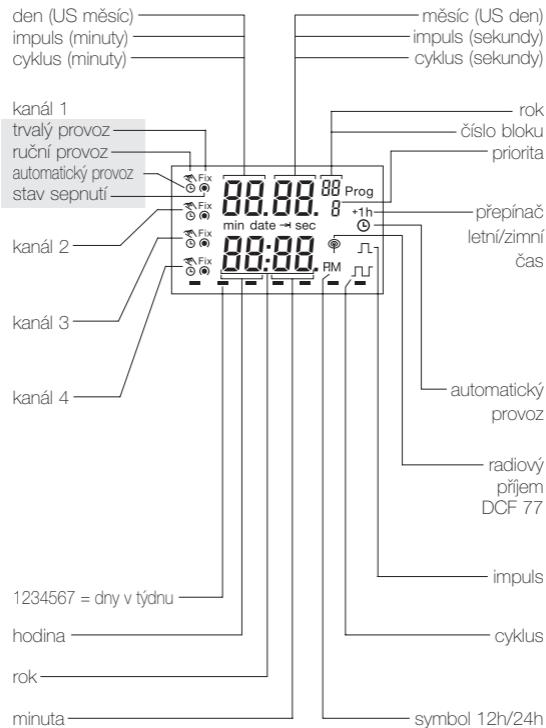 den (US měsíc)
impuls (minuty)
cyklus (minuty)
měsíc (US den)
impuls (sekundy)
cyklus (sekundy)
kanál 1
trvalý provoz
ruční provoz
automatický provoz
stav sepnutí
rok
číslo bloku
priorita
Fix
88.88. 88 Prog
8
+1h
min date sec
Fix
88:88.
PM
Fix
Fix
kanál 2
kanál 3
kanál 4
přepínač
letní/zimní
čas
automatický
provoz
radiový
příjem
DCF 77
impuls
1234567 = dny v týdnu
hodina
cyklus
rok
minuta
symbol 12h/24h